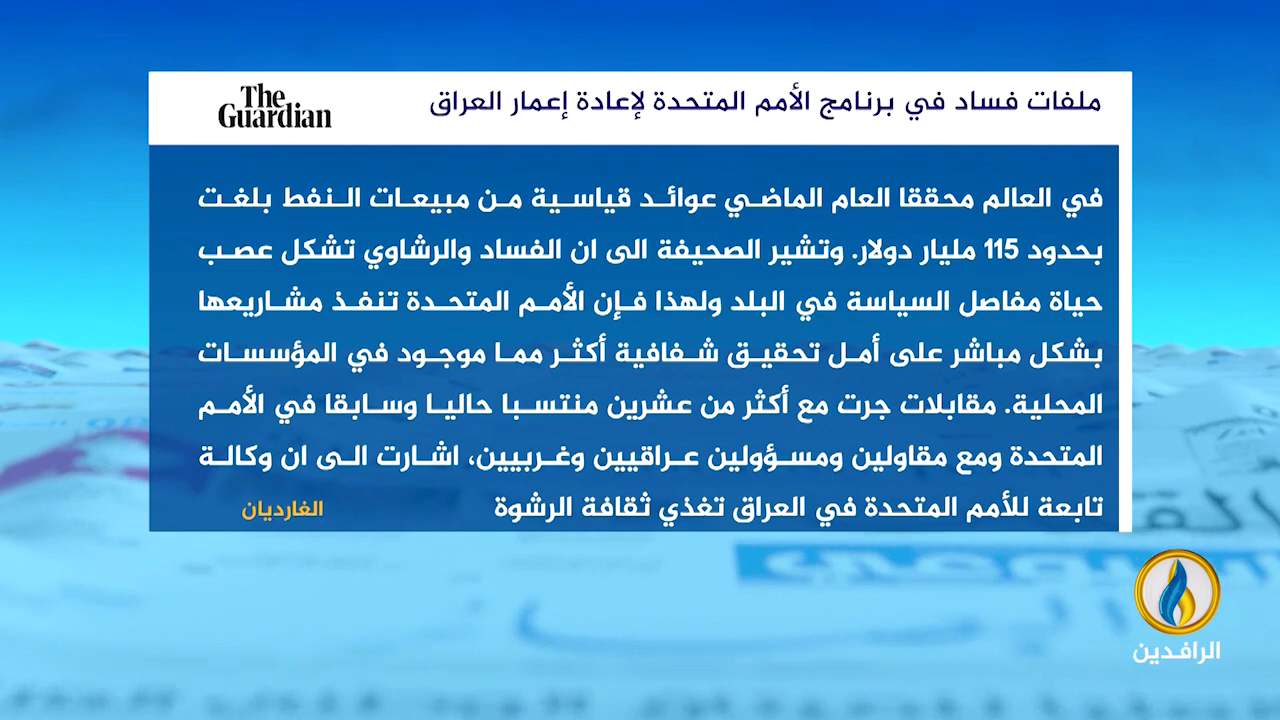 The
Guardian
ملفات فساد في برنامج الأمم المتحدة لإعادة إعمار العراق
في العالم محققا العام الماضي عوائد قياسية من مبيعات النفط بلغت
بحدود 115 مليار دولار. وتشير الصحيفة الى ان الفساد والرشاوي تشكل عصب
حياة مفاصل السياسة في البلد ولهذا فإن الأمم المتحدة تنفذ مشاريعها
بشكل مباشر على أمل تحقيق شفافية أكثر مما موجود في المؤسسات
المحلية. مقابلات جرت مع أكثر من عشرين منتسبا حاليا وسابقا في الأمم
المتحدة ومع مقاولين ومسؤولين عراقيين وغربيين، اشارت الى ان وكالة
تابعة للأمم المتحدة في العراق تغذي ثقافة الرشوة
الغارديان
الرافدين